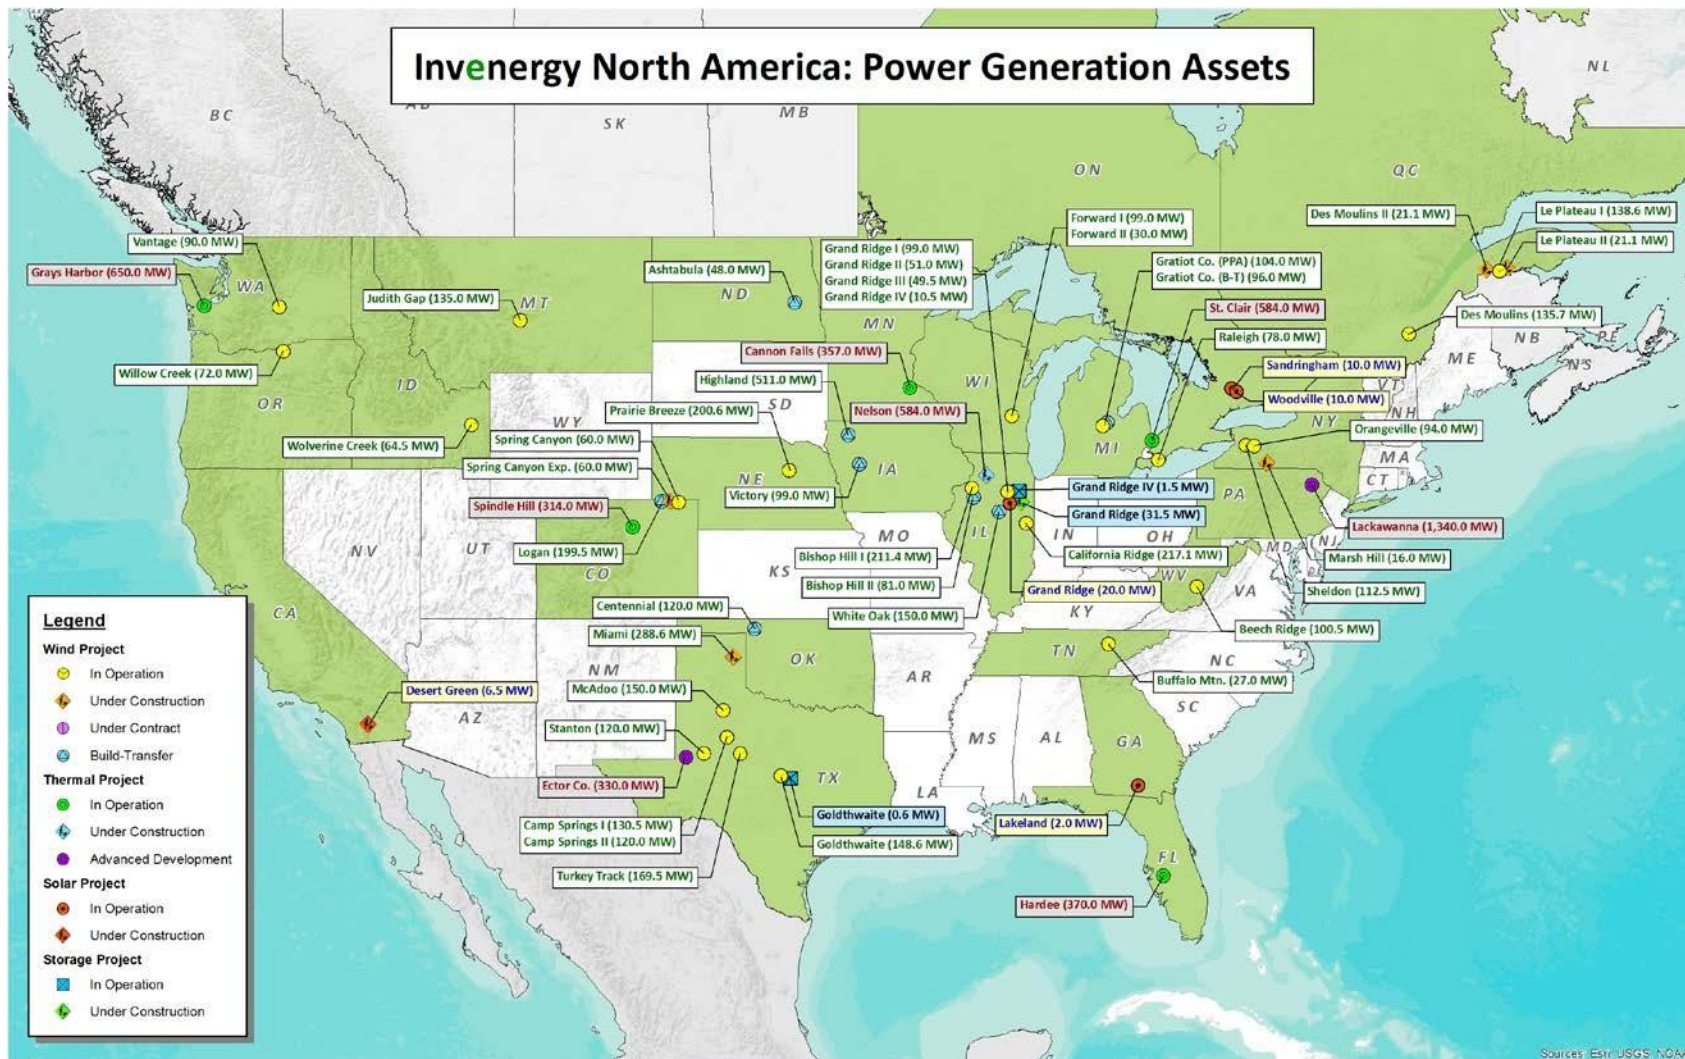 Invenergy North America: Power Generation Assets
BC
SK
MB
ON
QC
NL
Vantage (90.0 MW)
Grays Harbor (650.0 MW)
WA
Judith Gap (135.0 MW)
MT
Ashtabula (48.0 MW)
ND
MN
Grand Ridge I (99.0 MW)
Grand Ridge II (51.0 MW)
Grand Ridge III (49.5 MW)
Grand Ridge IV (10.5 MW)
Forward I (99.0 MW)
Forward II (30.0 MW)
Gratiot Co. (PPA) (104.0 MW)
Gratiot Co. (B-T) (96.0 MW)
St. Clair (584.0 MW)
Raleigh (78.0 MW)
Des Moulins II (21.1 MW)
Le Plateau I (138.6 MW)
Le Plateau II (21.1 MW)
Des Moulins (135.7 MW)
ME
NB
PE
NS
Willow Creek (72.0 MW)
OR
ID
WY
SD
Cannon Falls (357.0 MW)
WI
Highland (511.0 MW)
Nelson (584.0 MW)
Sandringham (10.0 MW)
Woodville (10.0 MW)
VT
NH
NY
Orangeville (94.0 MW)
MA
CT
Wolverine Creek (64.5 MW)
Prairie Breeze (200.6 MW)
Spring Canyon (60.0 MW)
Spring Canyon Exp. (60.0 MW)
NE
IA
MI
Victory (99.0 MW)
Spindle Hill (314.0 MW)
Logan (199.5 MW)
CO
NV
UT
KS
MO
IL
IN
OH
PA
Grand Ridge IV (1.5 MW)
Grand Ridge (31.5 MW)
Lackawanna (1,340.0 MW)
NJ
MD
DE
California Ridge (217.1 MW)
Marsh Hill (16.0 MW)
Bishop Hill I (211.4 MW)
Bishop Hill II (81.0 MW)
Grand Ridge (20.0 MW)
White Oak (150.0 MW)
KY
WV
VA
Sheldon (112.5 MW)
Beech Ridge (100.5 MW)
CA
Centennial (120.0 MW)
Miami (288.6 MW)
OK
NM
AR
TN
NC
Buffalo Mtn. (27.0 MW)
SC
Desert Green (6.5 MW)
AZ
McAdoo (150.0 MW)
Stanton (120.0 MW)
Ector Co. (330.0 MW)
TX
MS
AL
GA
LA
Camp Springs I (130.5 MW)
Camp Springs II (120.0 MW)
Goldthwaite (0.6 MW)
Goldthwaite (148.6 MW)
Turkey Track (169.5 MW)
Lakeland (2.0 MW)
FL
Hardee (370.0 MW)
Legend
Wind Project
In Operation
Under Construction
Under Contract
Build-Transfer
Thermal Project
In Operation
Under Construction
Advanced Development
Solar Project
In Operation
Under Construction
Storage Project
In Operation
Under Construction
Sources: Esri, USGS, NOAA